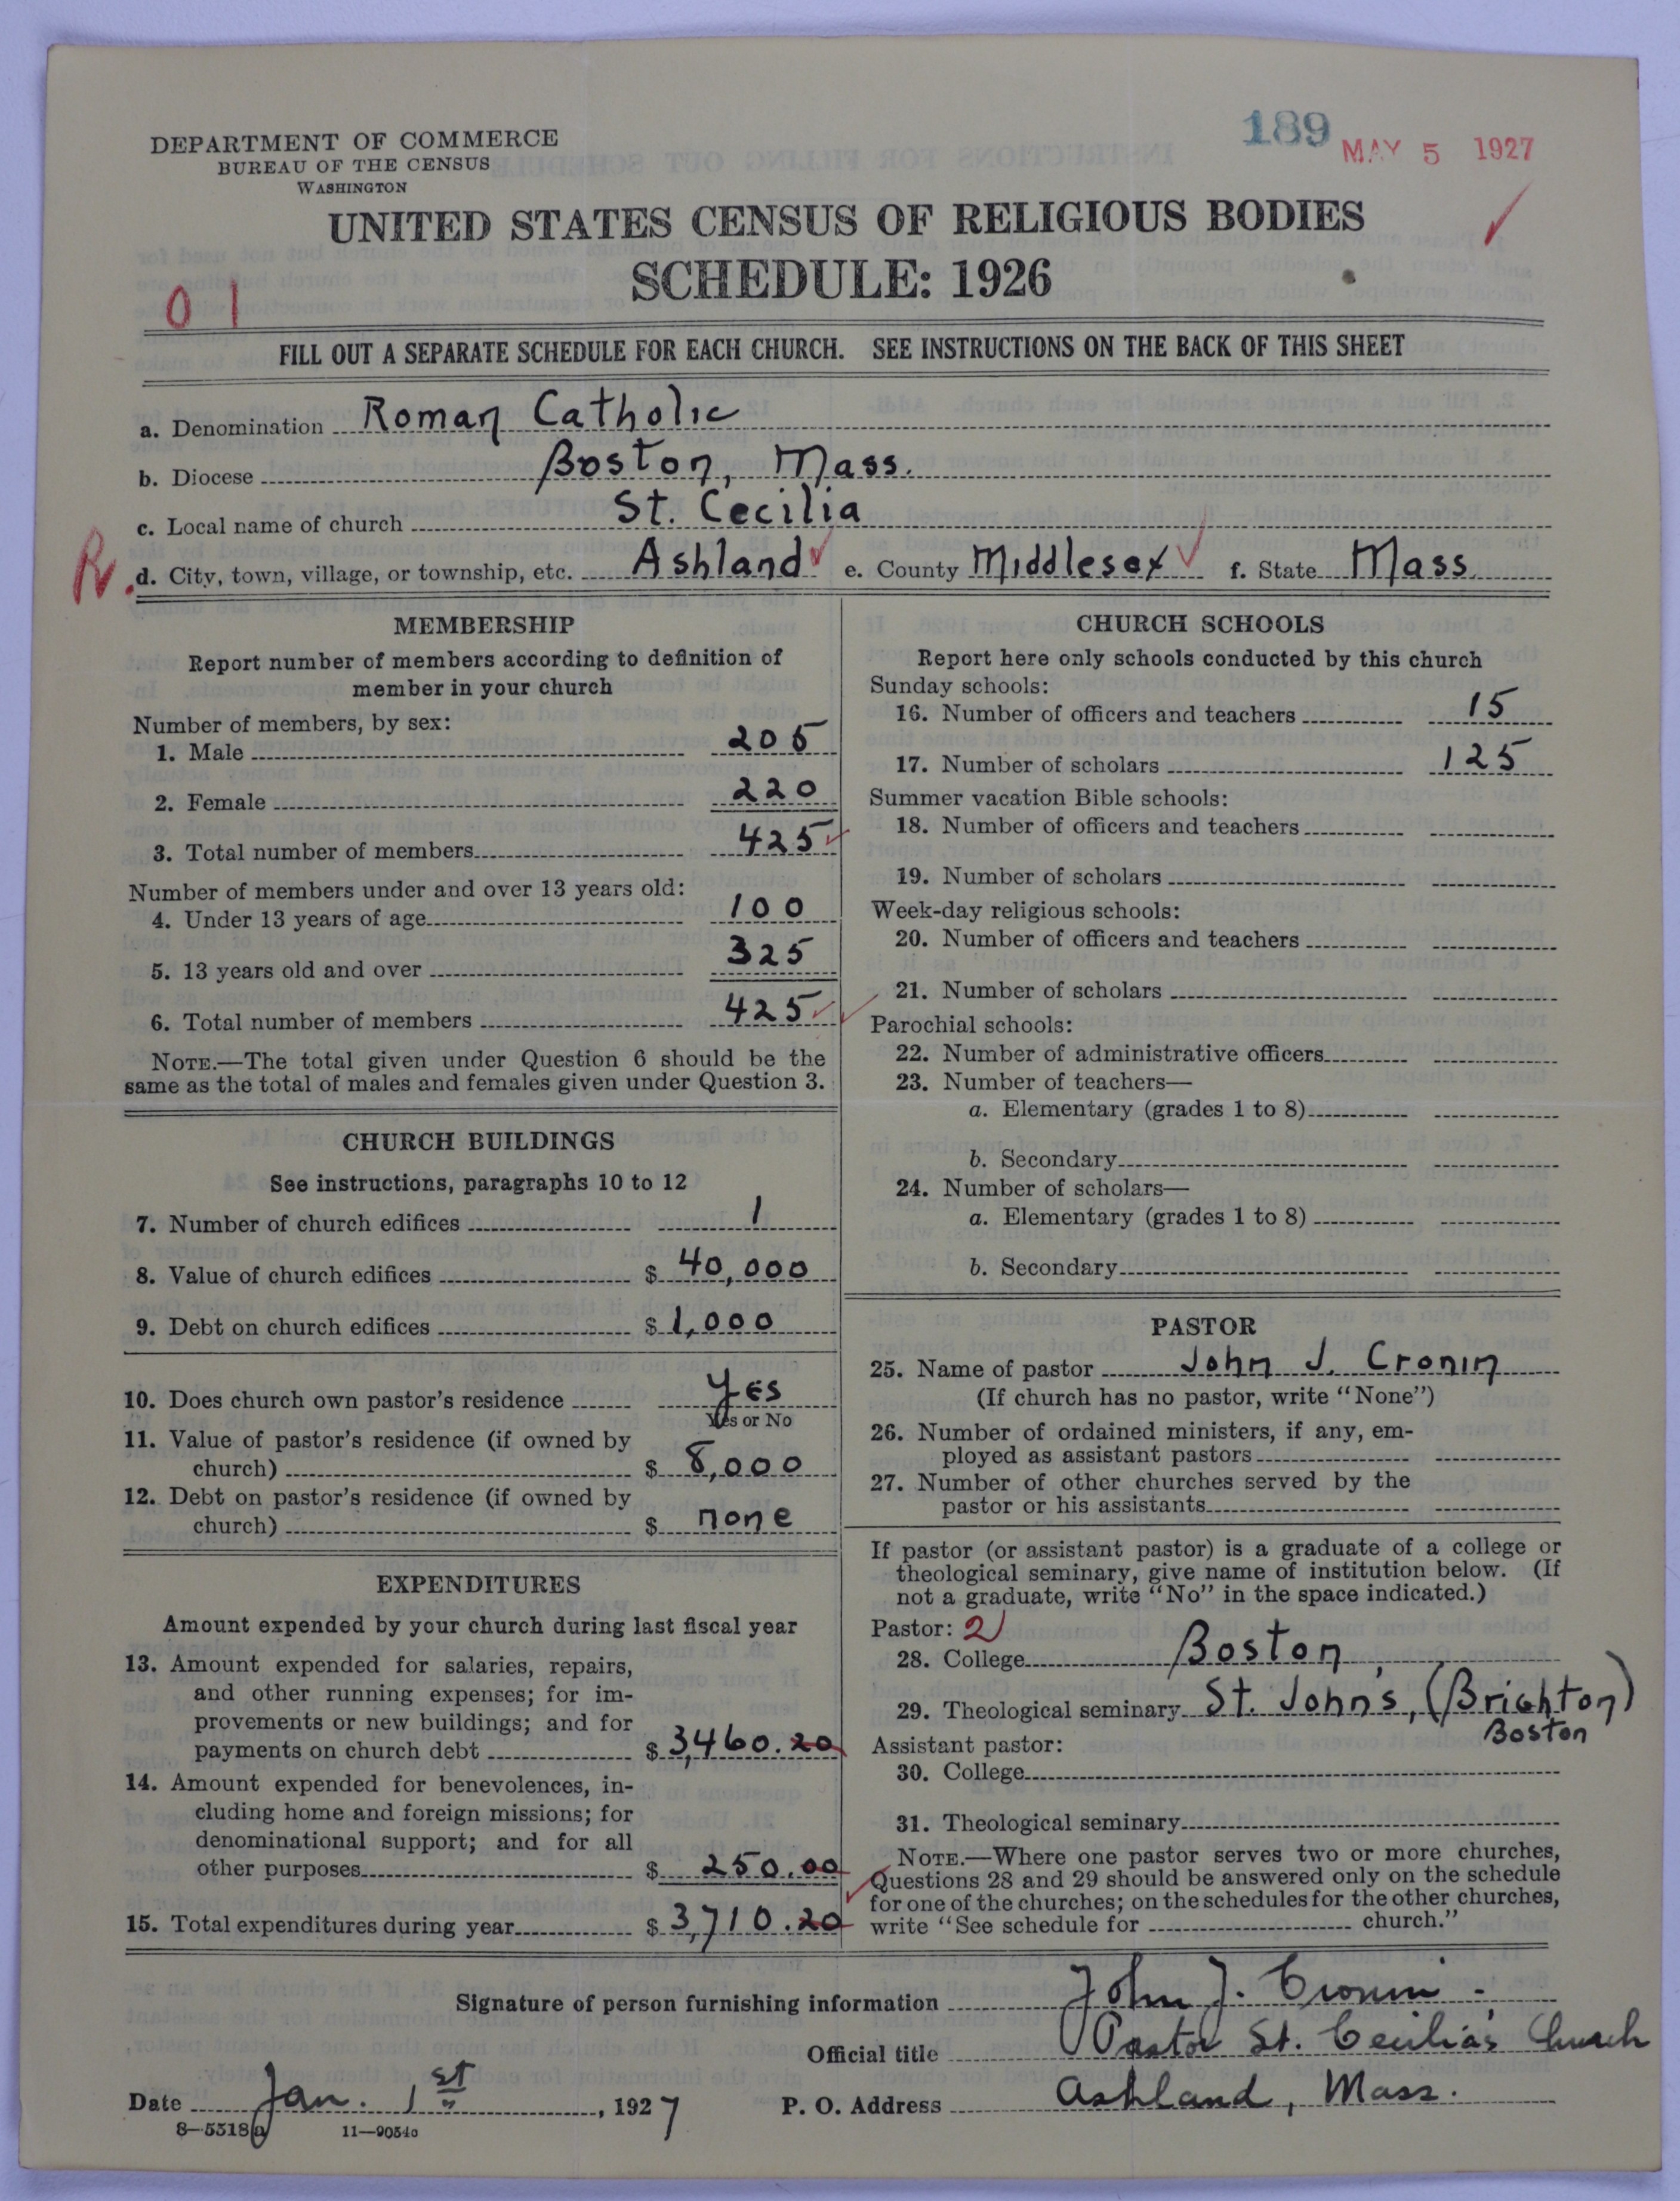 189 MAY 5 1927
DEPARTMENT OF COMMERCE
BUREAU OF THE CENSUS
WASHINGTON
UNITED STATES CENSUS OF RELIGIOUS BODIES
SCHEDULE: 1926
01
FILL OUT A SEPARATE SCHEDULE FOR EACH CHURCH. SEE INSTRUCTIONS ON THE BACK OF THIS SHEET
a. Denomination Roman Catholic
b. Diocese Boston, Mass.
c. Local name of church St. Cecilia
R. d. City, town, village, or township, etc. Ashland e. County Middlesex f. State Mass.
MEMBERSHIP
Report number of members according to definition of
member in your church
Number of members, by sex:
1. Male 205
2. Female 220
3. Total number of members 425
Number of members under and over 13 years old:
4. Under 13 years of age 100
5. 13 years old and over 325
6. Total number of members 425
NOTE.—The total given under Question 6 should be the
same as the total of males and females given under Question 3.
CHURCH BUILDINGS
See instructions, paragraphs 10 to 12
7. Number of church edifices 1
8. Value of church edifices $ 40,000
9. Debt on church edifices $ 1,000
10. Does church own pastor's residence Yes
Yes or No
11. Value of pastor's residence (if owned by
church) $ 8,000
12. Debt on pastor's residence (if owned by
church) $ none
EXPENDITURES
Amount expended by your church during last fiscal year
13. Amount expended for salaries, repairs,
and other running expenses; for im-
provements or new buildings; and for
payments on church debt $ 3,460.20
14. Amount expended for benevolences, in-
cluding home and foreign missions; for
denominational support; and for all
other purposes $ 250.00
15. Total expenditures during year $ 3,710.20
CHURCH SCHOOLS
Report here only schools conducted by this church
Sunday schools:
16. Number of officers and teachers 15
17. Number of scholars 125
Summer vacation Bible schools:
18. Number of officers and teachers
19. Number of scholars
Week-day religious schools:
20. Number of officers and teachers
21. Number of scholars
Parochial schools:
22. Number of administrative officers
23. Number of teachers—
a. Elementary (grades 1 to 8)
b. Secondary
24. Number of scholars—
a. Elementary (grades 1 to 8)
b. Secondary
PASTOR
25. Name of pastor John J. Cronin
(If church has no pastor, write "None")
26. Number of ordained ministers, if any, em-
ployed as assistant pastors
27. Number of other churches served by the
pastor or his assistants
If pastor (or assistant pastor) is a graduate of a college or
theological seminary, give name of institution below. (If
not a graduate, write "No" in the space indicated.)
Pastor: 2
28. College Boston,
29. Theological seminary St. John's, (Brighton)
Boston
Assistant pastor:
30. College
31. Theological seminary
NOTE.—Where one pastor serves two or more churches,
Questions 28 and 29 should be answered only on the schedule
for one of the churches; on the schedules for the other churches,
write "See schedule for church."
Signature of person furnishing information John J. Cronin.
Official title Pastor St. Cecilia's Church
Date Jan. 1st, 1927 P. O. Address Ashland, Mass.
8—5518a 11—9054c